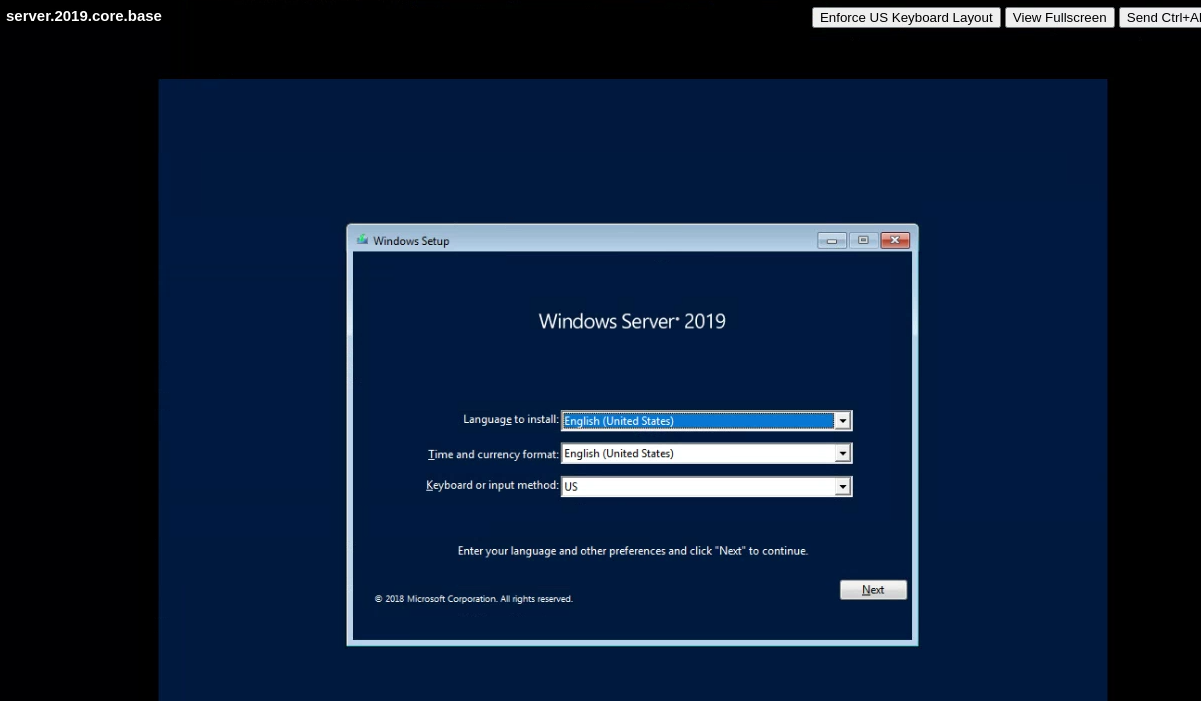 server.2019.core.base
Enforce US Keyboard Layout
View Fullscreen
Send Ctrl+Al
Windows Setup
Windows Server® 2019
Language to install: English (United States)
Time and currency format: English (United States)
Keyboard or input method: US
Enter your language and other preferences and click "Next" to continue.
Next
© 2018 Microsoft Corporation. All rights reserved.